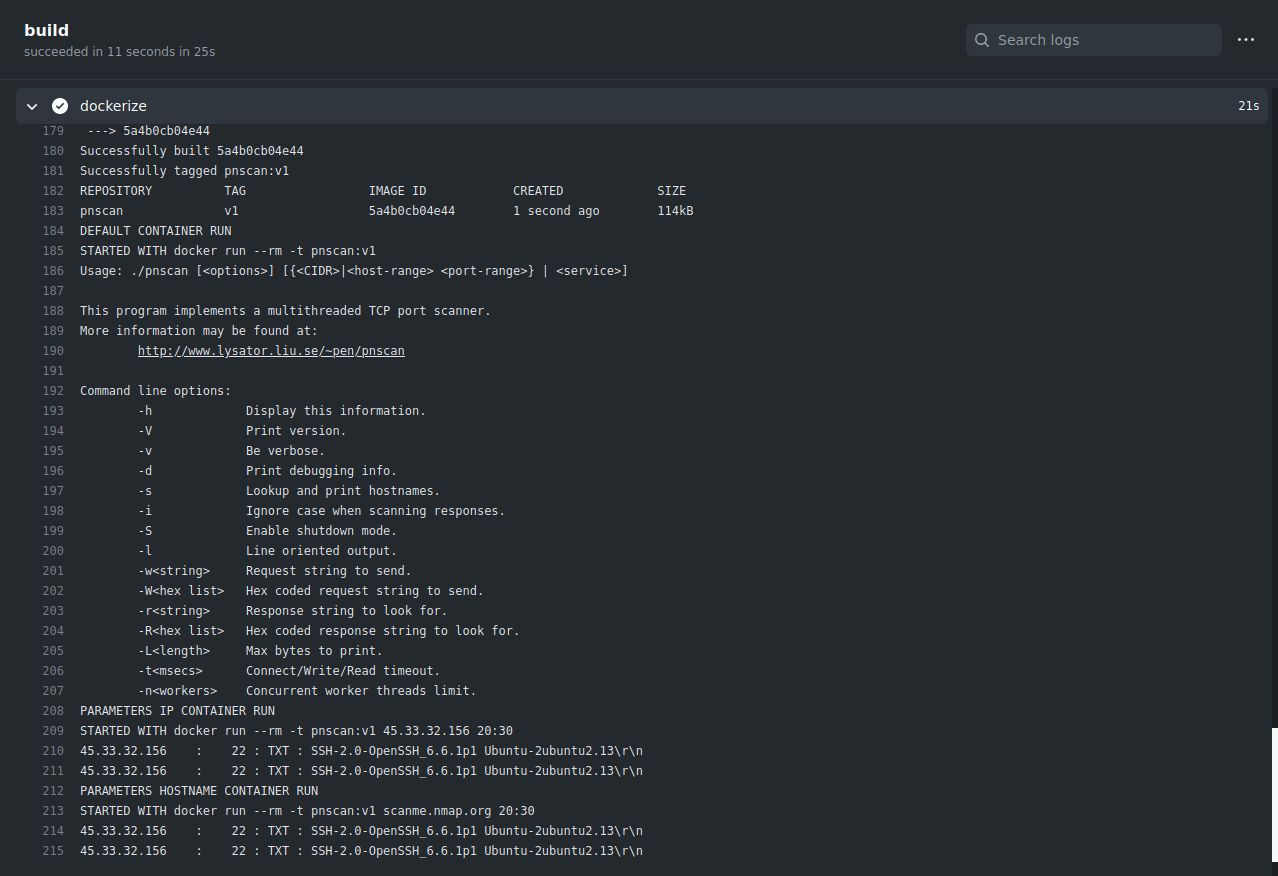 build
succeeded in 11 seconds in 25s
Search logs
dockerize 21s
179  ---> 5a4b0cb04e44
180 Successfully built 5a4b0cb04e44
181 Successfully tagged pnscan:v1
182 REPOSITORY          TAG                 IMAGE ID            CREATED             SIZE
183 pnscan              v1                  5a4b0cb04e44        1 second ago        114kB
184 DEFAULT CONTAINER RUN
185 STARTED WITH docker run --rm -t pnscan:v1
186 Usage: ./pnscan [<options>] [{<CIDR>|<host-range> <port-range>} | <service>]
187
188 This program implements a multithreaded TCP port scanner.
189 More information may be found at:
190         http://www.lysator.liu.se/~pen/pnscan
191
192 Command line options:
193         -h             Display this information.
194         -V             Print version.
195         -v             Be verbose.
196         -d             Print debugging info.
197         -s             Lookup and print hostnames.
198         -i             Ignore case when scanning responses.
199         -S             Enable shutdown mode.
200         -l             Line oriented output.
201         -w<string>     Request string to send.
202         -W<hex list>   Hex coded request string to send.
203         -r<string>     Response string to look for.
204         -R<hex list>   Hex coded response string to look for.
205         -L<length>     Max bytes to print.
206         -t<msecs>      Connect/Write/Read timeout.
207         -n<workers>    Concurrent worker threads limit.
208 PARAMETERS IP CONTAINER RUN
209 STARTED WITH docker run --rm -t pnscan:v1 45.33.32.156 20:30
210 45.33.32.156    :    22 : TXT : SSH-2.0-OpenSSH_6.6.1p1 Ubuntu-2ubuntu2.13\r\n
211 45.33.32.156    :    22 : TXT : SSH-2.0-OpenSSH_6.6.1p1 Ubuntu-2ubuntu2.13\r\n
212 PARAMETERS HOSTNAME CONTAINER RUN
213 STARTED WITH docker run --rm -t pnscan:v1 scanme.nmap.org 20:30
214 45.33.32.156    :    22 : TXT : SSH-2.0-OpenSSH_6.6.1p1 Ubuntu-2ubuntu2.13\r\n
215 45.33.32.156    :    22 : TXT : SSH-2.0-OpenSSH_6.6.1p1 Ubuntu-2ubuntu2.13\r\n